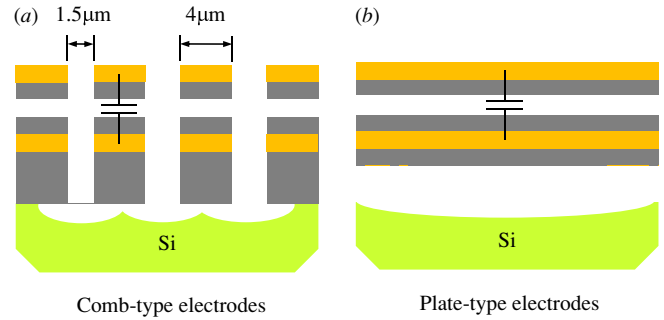 (a)
1.5μm
4μm
(b)
Si
Si
Comb-type electrodes
Plate-type electrodes